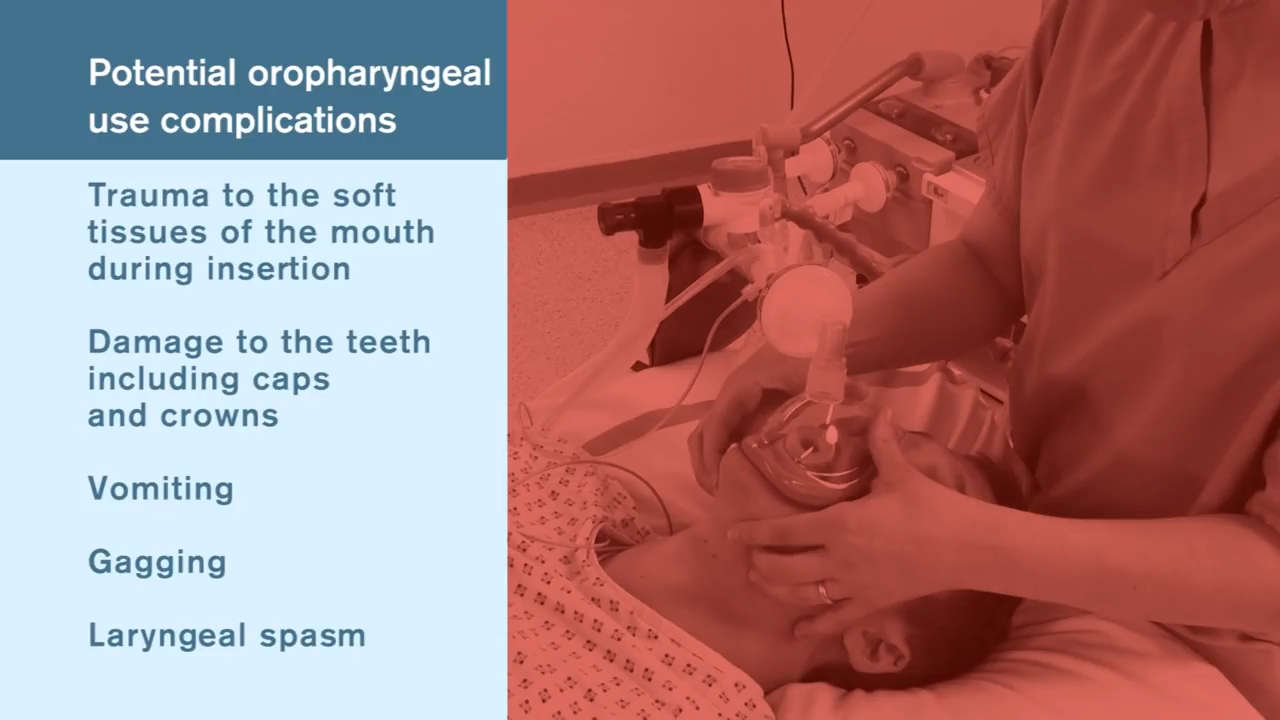 Potential oropharyngeal
use complications
Trauma to the soft
tissues of the mouth
during insertion
Damage to the teeth
including caps
and crowns
Vomiting
Gagging
Laryngeal spasm